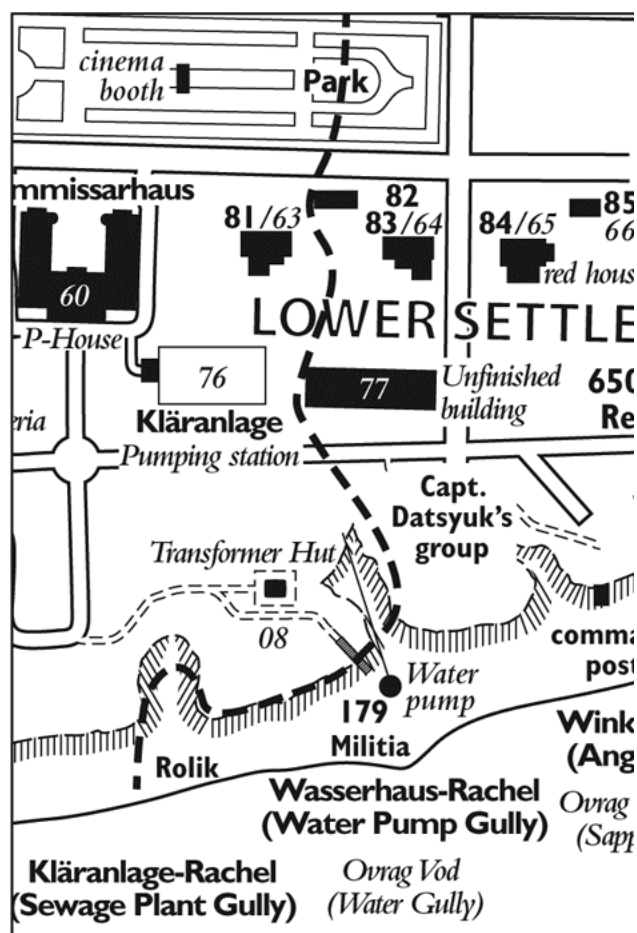 cinema
booth
Park
mmissarhaus
81/63
82
83/64
84/65
85
66
red hous
60
P-House
LOWER SETTLE
76
77
Unfinished
building
650
Re
Kläranlage
eria
Pumping station
Capt.
Datsyuk's
group
Transformer Hut
08
comma
post
Water
pump
179
Militia
Rolik
Wink
(Ang
Wasserhaus-Rachel
(Water Pump Gully)
Ovrag
(Sapp
Kläranlage-Rachel
(Sewage Plant Gully)
Ovrag Vod
(Water Gully)